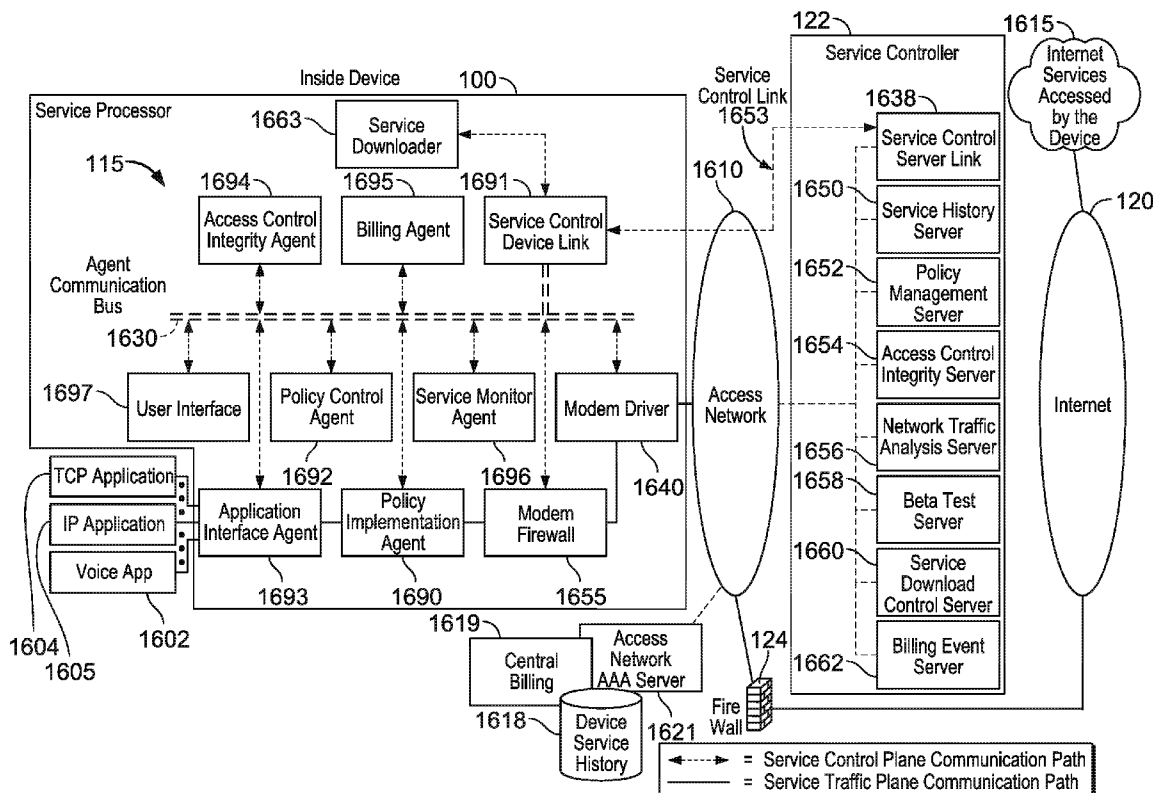 122
Service Controller
1615
Internet
Services
Accessed
by the
Device
Inside Device
100
Service
Control Link
1653
Service Processor
115
1663
Service
Downloader
1694
Access Control
Integrity Agent
1695
Billing Agent
1691
Service Control
Device Link
Agent
Communication
Bus
1630
1697
User Interface
Policy Control
Agent
1692
Service Monitor
Agent
1696
Modem Driver
1640
TCP Application
IP Application
Voice App
1604
1605
1602
Application
Interface Agent
1693
Policy
Implementation
Agent
1690
Modem
Firewall
1655
1610
Access
Network
1638
Service Control
Server Link
1650
Service History
Server
1652
Policy
Management
Server
1654
Access Control
Integrity Server
1656
Network Traffic
Analysis Server
1658
Beta Test
Server
1660
Service
Download
Control Server
1662
Billing Event
Server
120
Internet
1619
Central
Billing
Access
Network
AAA Server
1621
1618
Device
Service
History
124
Fire
Wall
= Service Control Plane Communication Path
= Service Traffic Plane Communication Path